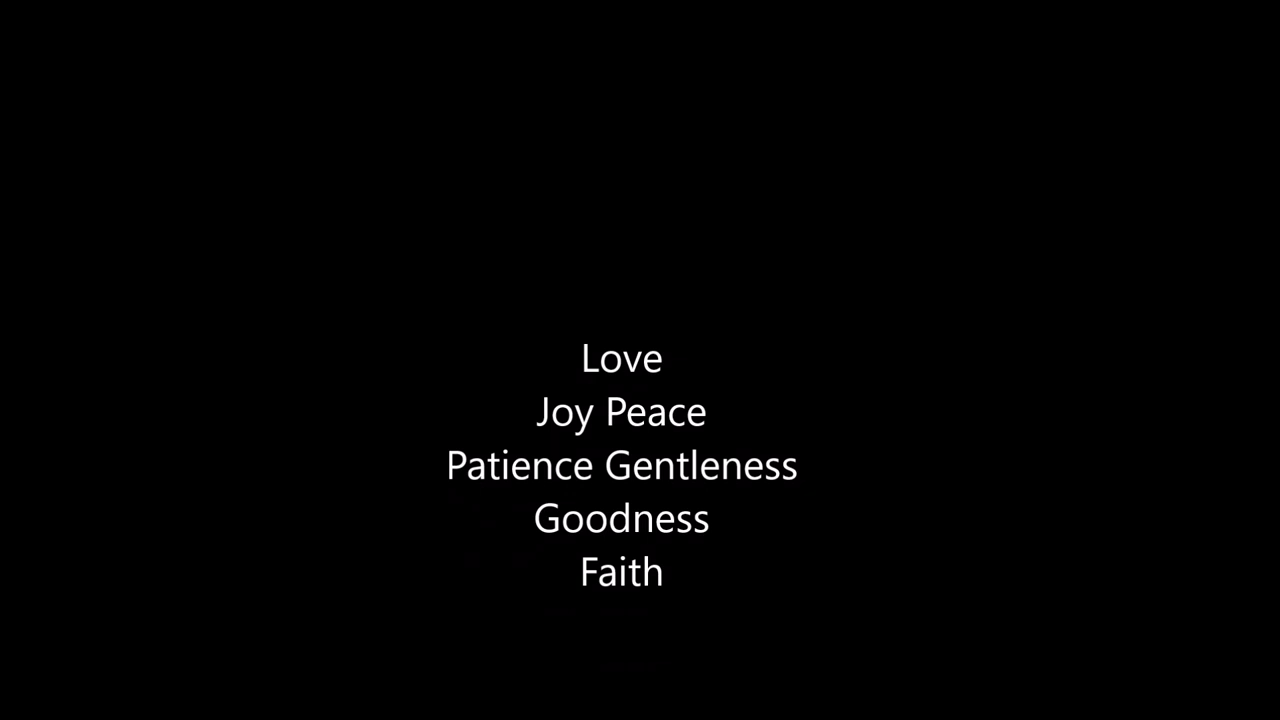 Love
Joy Peace
Patience Gentleness
Goodness
Faith